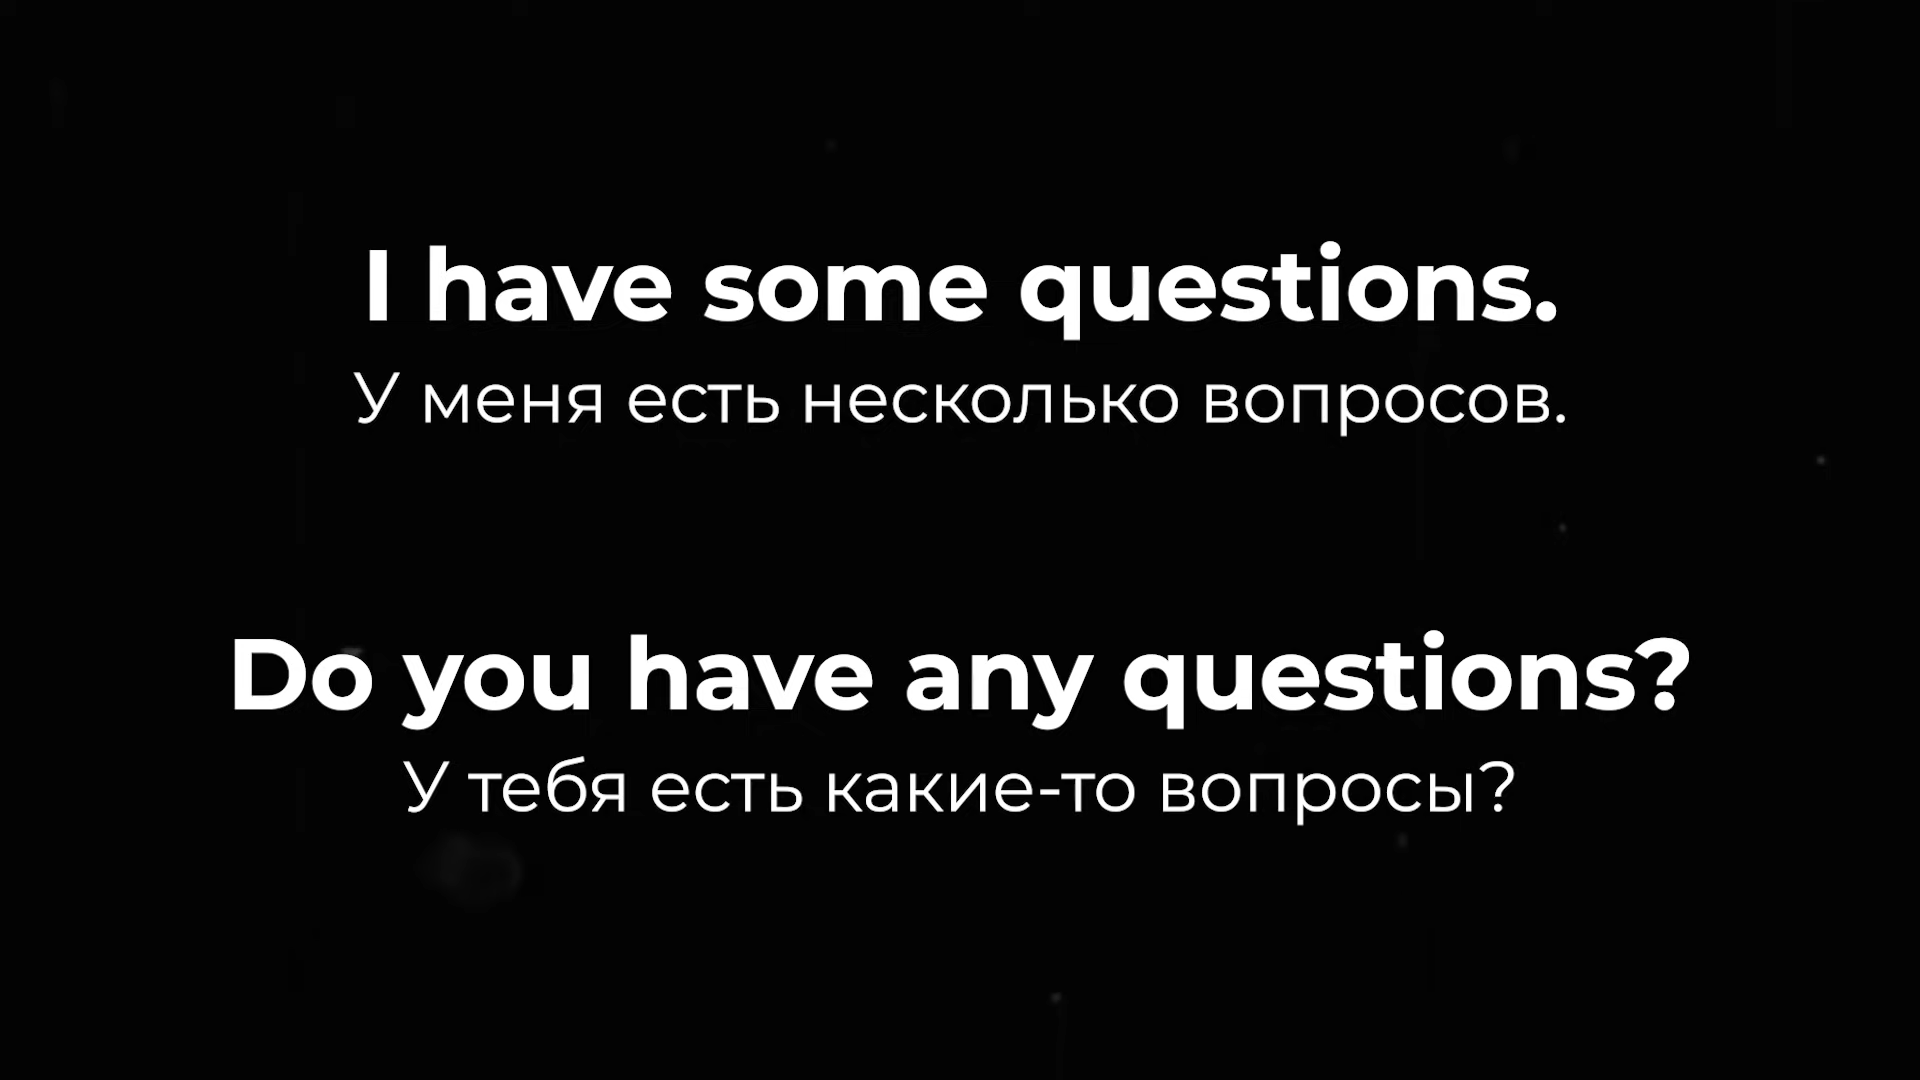 I have some questions.
У меня есть несколько вопросов.
Do you have any questions?
У тебя есть какие-то вопросы?